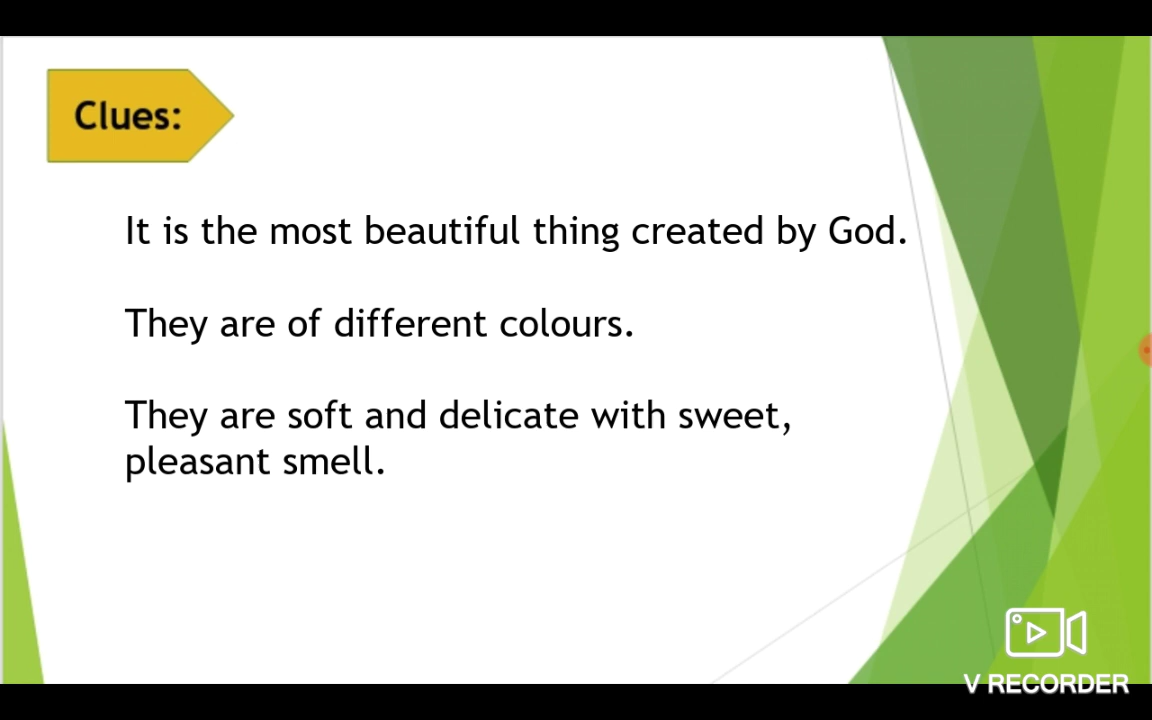 Clues:
It is the most beautiful thing created by God.
They are of different colours.
They are soft and delicate with sweet,
pleasant smell.
V RECORDER